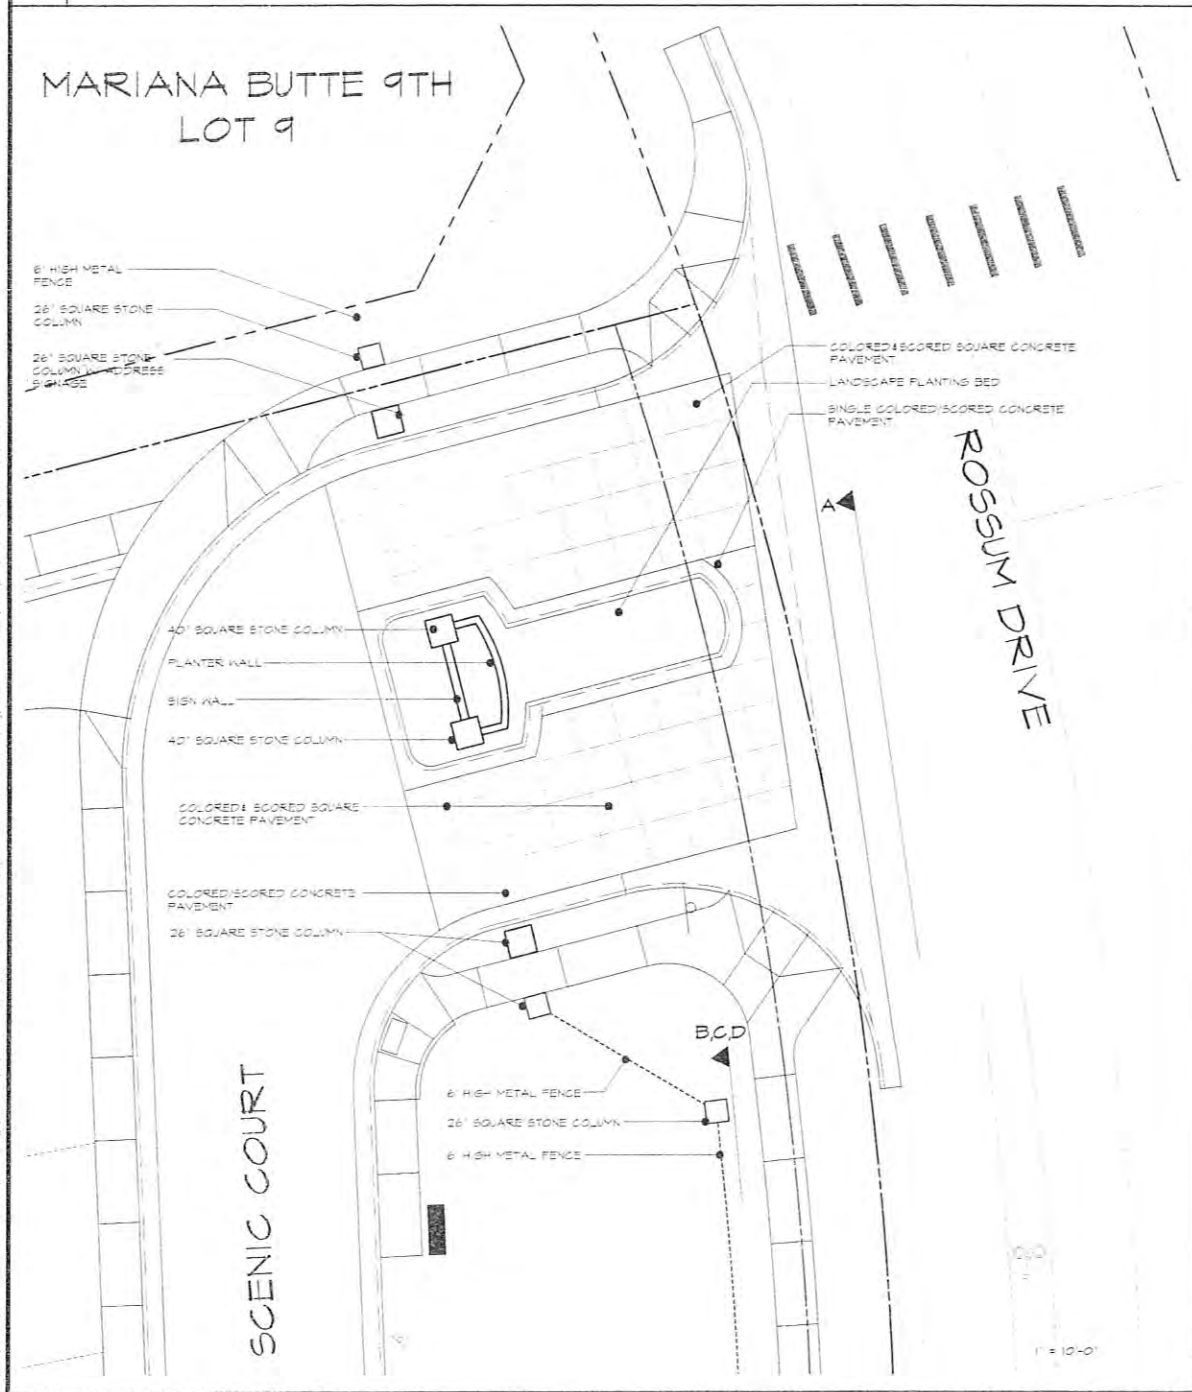 MARIANA BUTTE 9TH
LOT 9
6' HIGH METAL
FENCE
26" SQUARE STONE
COLUMN
26" SQUARE STONE
COLUMN W/ ADDRESS
SIGNAGE
COLORED & SCORED SQUARE CONCRETE
PAVEMENT
LANDSCAPE PLANTING BED
SINGLE COLORED/SCORED CONCRETE
PAVEMENT
ROSSUM DRIVE
A
40" SQUARE STONE COLUMN
PLANTER WALL
SIGN WALL
40" SQUARE STONE COLUMN
COLORED & SCORED SQUARE
CONCRETE PAVEMENT
COLORED/SCORED CONCRETE
PAVEMENT
26" SQUARE STONE COLUMN
B,C,D
6' HIGH METAL FENCE
26" SQUARE STONE COLUMN
6' HIGH METAL FENCE
SCENIC COURT
1" = 10'-0"